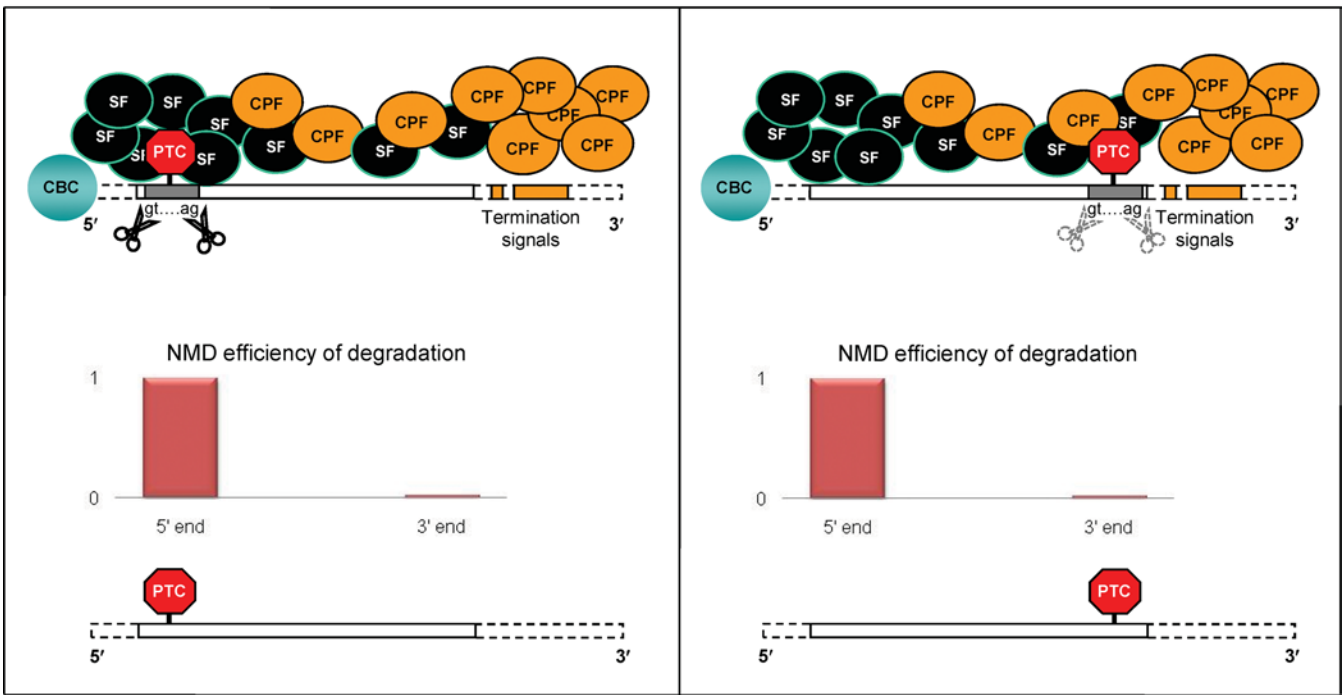 SF SF CPF CPF CPF CPF
SF SF CPF CPF SF CPF
PTC SF SF SF SF CPF CPF
CPF
CBC
gt....ag
5′
Termination
signals
3′
NMD efficiency of degradation
1
0
5' end 3' end
PTC
5′ 3′
SF SF CPF CPF CPF CPF
SF SF CPF CPF SF CPF
SF SF SF SF PTC CPF CPF
CPF
CBC
gt....ag
5′
Termination
signals
3′
NMD efficiency of degradation
1
0
5' end 3' end
PTC
5′ 3′